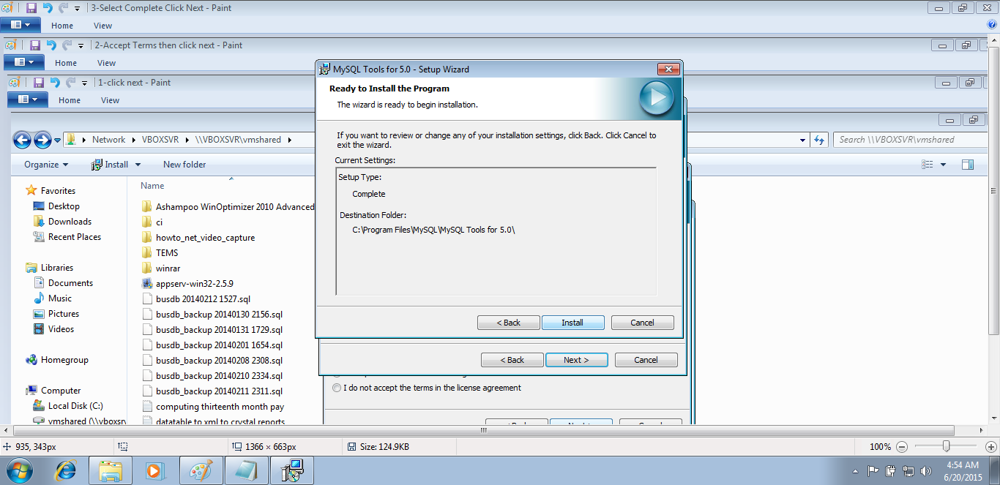 3-Select Complete Click Next - Paint
Home View
2-Accept Terms then click next - Paint
Home View
1-click next - Paint
Home View
Network VBOXSVR \\VBOXSVR\vmshared
Search \\VBOXSVR\vmshared
Organize Install New folder
Favorites
Desktop
Downloads
Recent Places
Libraries
Documents
Music
Pictures
Videos
Homegroup
Computer
Local Disk (C:)
vmshared (\\vboxsrv
Name
Ashampoo WinOptimizer 2010 Advanced
ci
howto_net_video_capture
TEMS
winrar
appserv-win32-2.5.9
busdb 20140212 1527.sql
busdb_backup 20140130 2156.sql
busdb_backup 20140131 1729.sql
busdb_backup 20140201 1654.sql
busdb_backup 20140208 2308.sql
busdb_backup 20140210 2334.sql
busdb_backup 20140211 2311.sql
computing thirteenth month pay
datatable to xml to crystal reports
MySQL Tools for 5.0 - Setup Wizard
Ready to Install the Program
The wizard is ready to begin installation.
If you want to review or change any of your installation settings, click Back. Click Cancel to
exit the wizard.
Current Settings:
Setup Type:
Complete
Destination Folder:
C:\Program Files\MySQL\MySQL Tools for 5.0\
< Back Install Cancel
< Back Next > Cancel
I do not accept the terms in the license agreement
935, 343px
1366 × 663px
Size: 124.9KB
100%
4:54 AM
6/20/2015